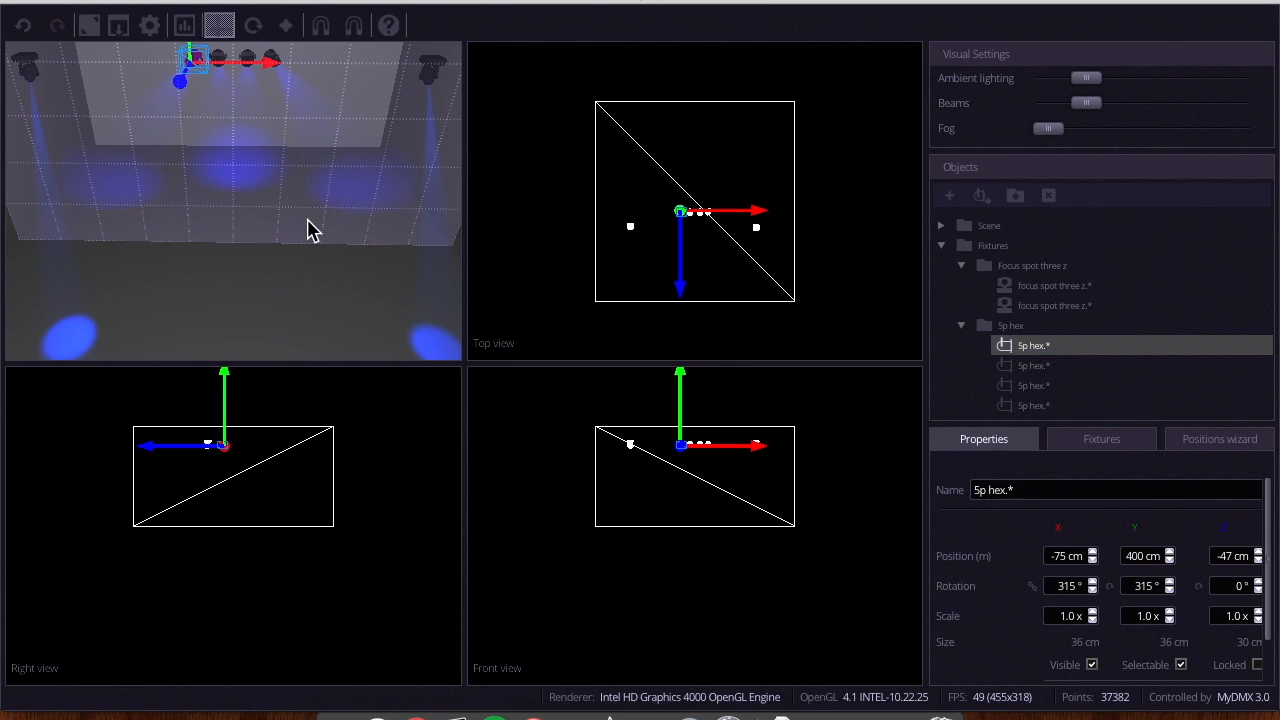 Visual Settings
Ambient lighting
Beams
Fog
Objects
Scene
Fixtures
Focus spot three z
focus spot three z.*
focus spot three z.*
5p hex
5p hex.*
5p hex.*
5p hex.*
5p hex.*
Top view
Right view
Front view
Properties Fixtures Positions wizard
Name 5p hex.*
X Y Z
Position (m) -75 cm 400 cm -47 cm
Rotation 315 ° 315 ° 0 °
Scale 1.0 x 1.0 x 1.0 x
Size 36 cm 36 cm 30 cm
Visible Selectable Locked
Renderer: Intel HD Graphics 4000 OpenGL Engine OpenGL 4.1 INTEL-10.22.25 FPS: 49 (455x318) Points: 37382 Controlled by MyDMX 3.0